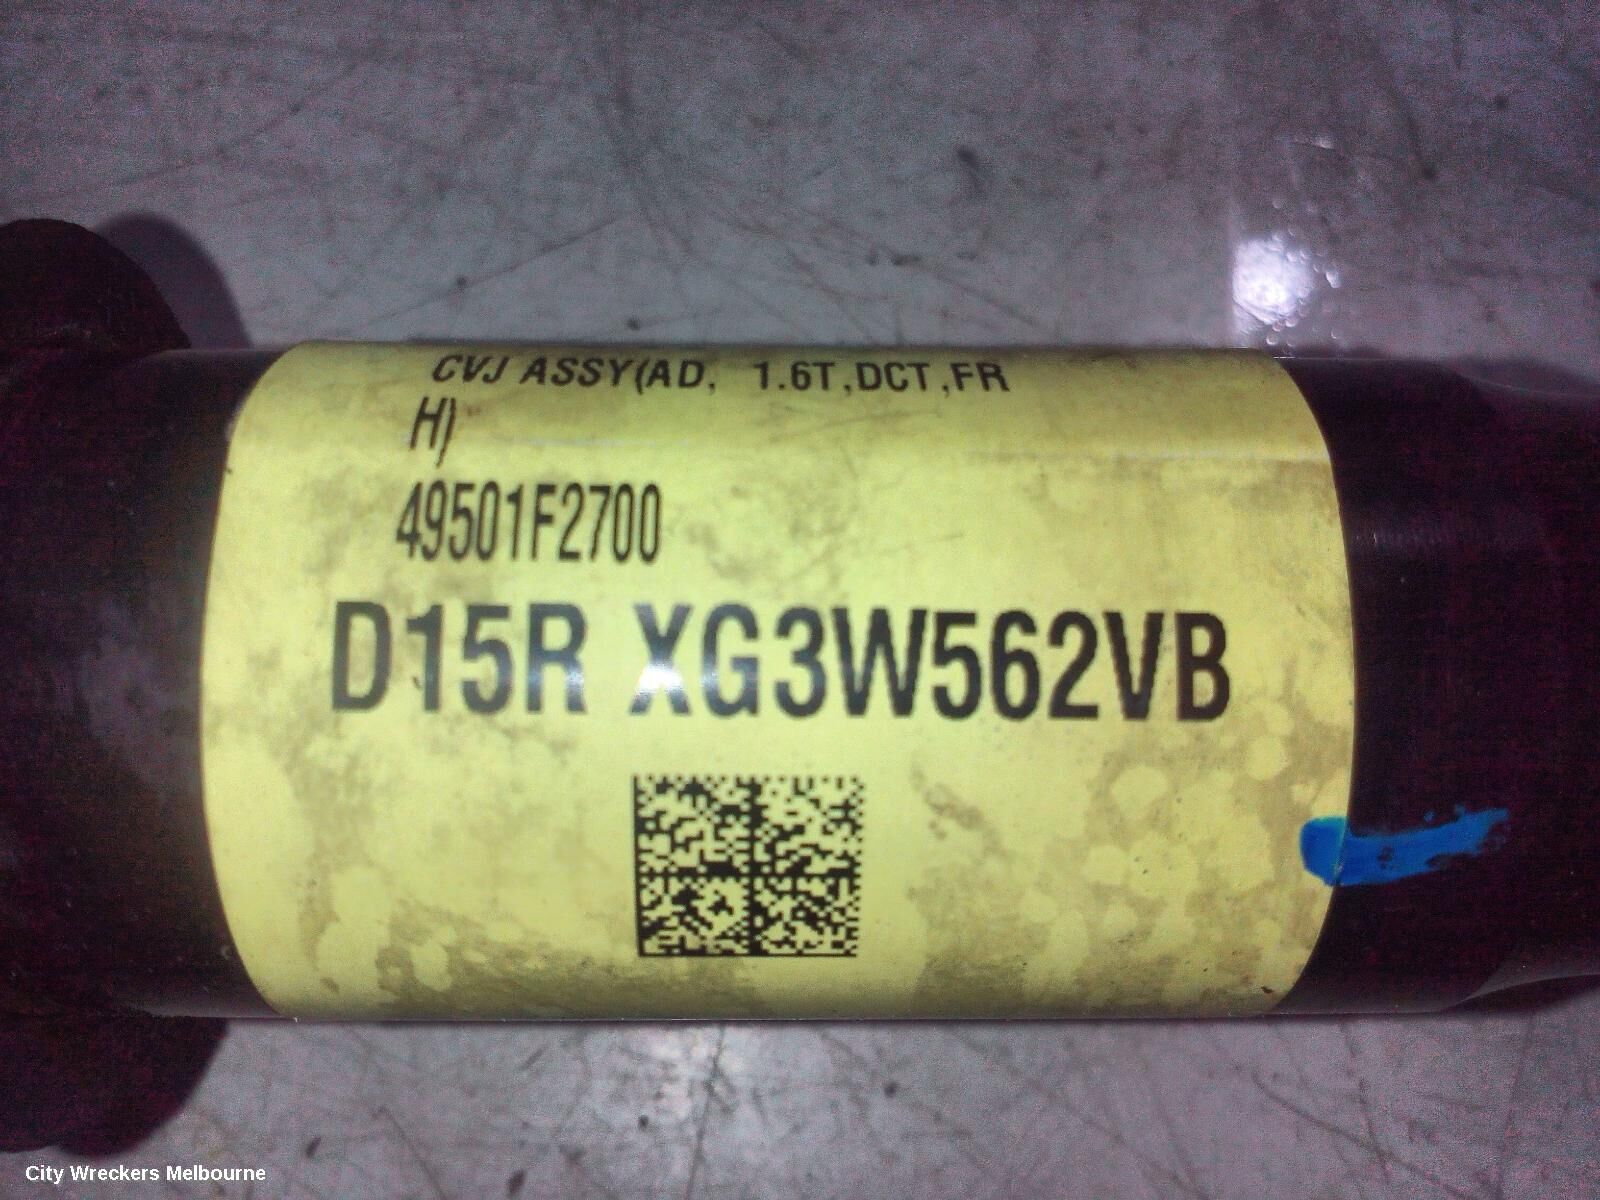 CVJ ASSY(AD, 1.6T,DCT,FR
H)
49501F2700
D15R XG3W562VB
City Wreckers Melbourne